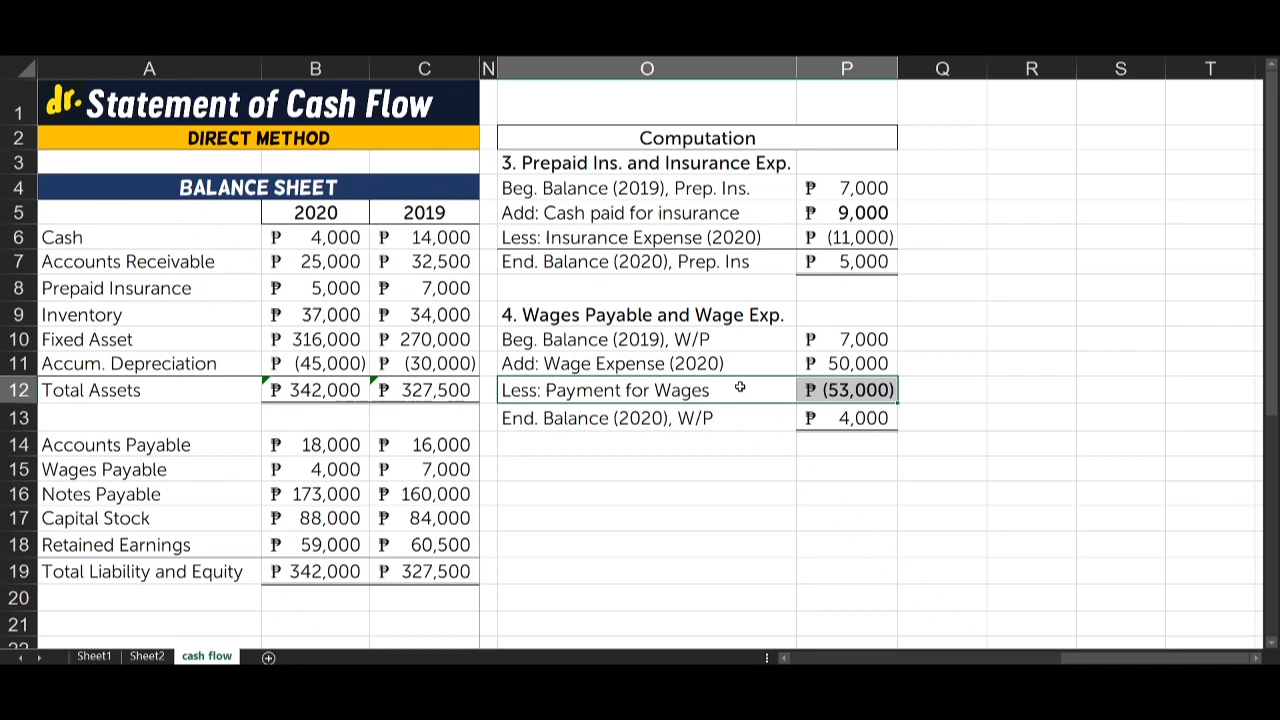 A B C N O P Q R S T
1 dr. Statement of Cash Flow
2 DIRECT METHOD Computation
3 3. Prepaid Ins. and Insurance Exp.
4 BALANCE SHEET Beg. Balance (2019), Prep. Ins. ₱ 7,000
5 2020 2019 Add: Cash paid for insurance ₱ 9,000
6 Cash ₱ 4,000 ₱ 14,000 Less: Insurance Expense (2020) ₱ (11,000)
7 Accounts Receivable ₱ 25,000 ₱ 32,500 End. Balance (2020), Prep. Ins ₱ 5,000
8 Prepaid Insurance ₱ 5,000 ₱ 7,000
9 Inventory ₱ 37,000 ₱ 34,000 4. Wages Payable and Wage Exp.
10 Fixed Asset ₱ 316,000 ₱ 270,000 Beg. Balance (2019), W/P ₱ 7,000
11 Accum. Depreciation ₱ (45,000) ₱ (30,000) Add: Wage Expense (2020) ₱ 50,000
12 Total Assets ₱ 342,000 ₱ 327,500 Less: Payment for Wages ₱ (53,000)
13 End. Balance (2020), W/P ₱ 4,000
14 Accounts Payable ₱ 18,000 ₱ 16,000
15 Wages Payable ₱ 4,000 ₱ 7,000
16 Notes Payable ₱ 173,000 ₱ 160,000
17 Capital Stock ₱ 88,000 ₱ 84,000
18 Retained Earnings ₱ 59,000 ₱ 60,500
19 Total Liability and Equity ₱ 342,000 ₱ 327,500
20
21
22
Sheet1 Sheet2 cash flow